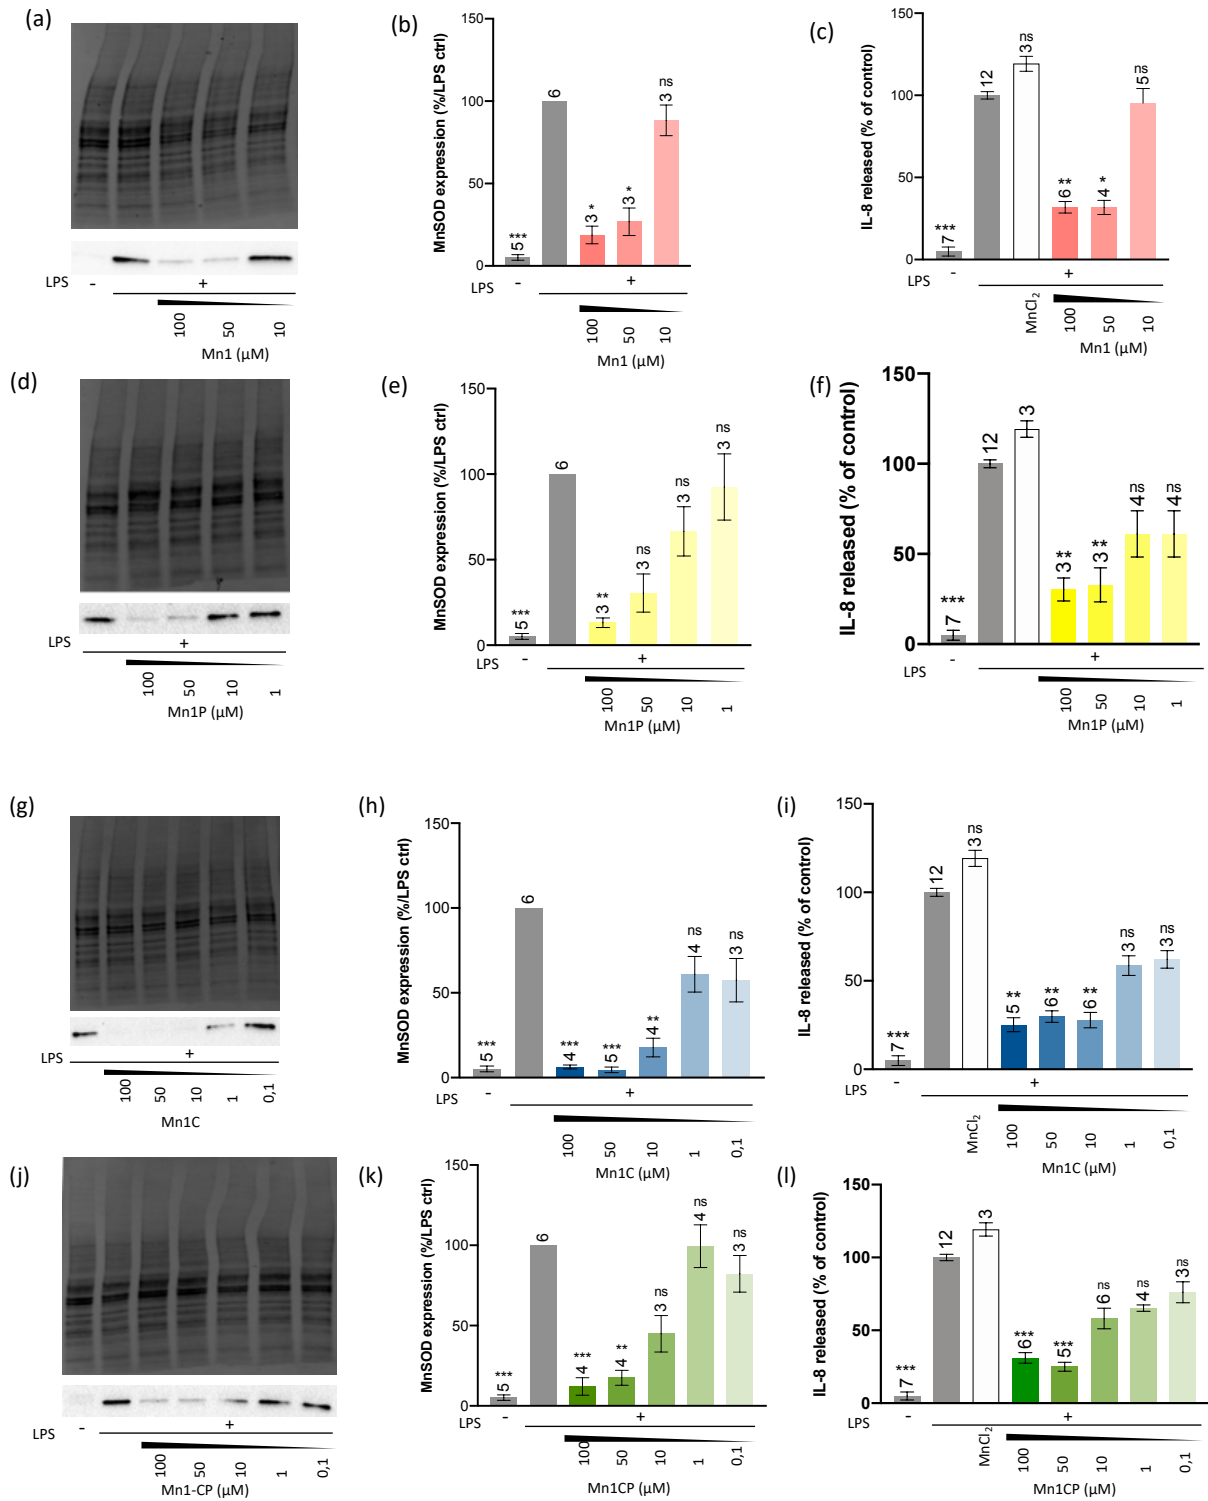 (a)
LPS
-
+
100
50
10
Mn1 (µM)
(b)
MnSOD expression (%/LPS ctrl)
150
100
50
0
***
5
6
3
*
3
*
3
ns
LPS
-
+
100
50
10
Mn1 (µM)
(c)
IL-8 released (% of control)
150
100
50
0
***
7
12
3
ns
6
**
4
*
5
ns
LPS
-
+
MnCl₂
100
50
10
Mn1 (µM)
(d)
LPS
+
100
50
10
1
Mn1P (µM)
(e)
MnSOD expression (%/LPS ctrl)
150
100
50
0
***
5
6
**
3
ns
3
ns
3
ns
3
LPS
-
+
100
50
10
1
Mn1P (µM)
(f)
IL-8 released (% of control)
150
100
50
0
***
7
12
3
**
3
**
3
ns
4
ns
4
LPS
-
+
100
50
10
1
Mn1P (µM)
(g)
LPS
+
100
50
10
1
0,1
Mn1C
(h)
MnSOD expression (%/LPS ctrl)
150
100
50
0
***
5
6
***
4
***
5
**
4
ns
4
ns
3
LPS
-
+
100
50
10
1
0,1
Mn1C (µM)
(i)
IL-8 released (% of control)
150
100
50
0
***
7
12
ns
3
**
5
**
6
**
6
ns
3
ns
3
LPS
-
+
MnCl₂
100
50
10
1
0,1
Mn1C (µM)
(j)
LPS
-
+
100
50
10
1
0,1
Mn1-CP (µM)
(k)
MnSOD expression (%/LPS ctrl)
150
100
50
0
***
5
6
***
4
**
4
ns
3
ns
4
ns
3
LPS
-
+
100
50
10
1
0,1
Mn1CP (µM)
(l)
IL-8 released (% of control)
150
100
50
0
***
7
12
3
***
6
***
5
ns
6
ns
4
ns
3
LPS
-
+
MnCl₂
100
50
10
1
0,1
Mn1CP (µM)